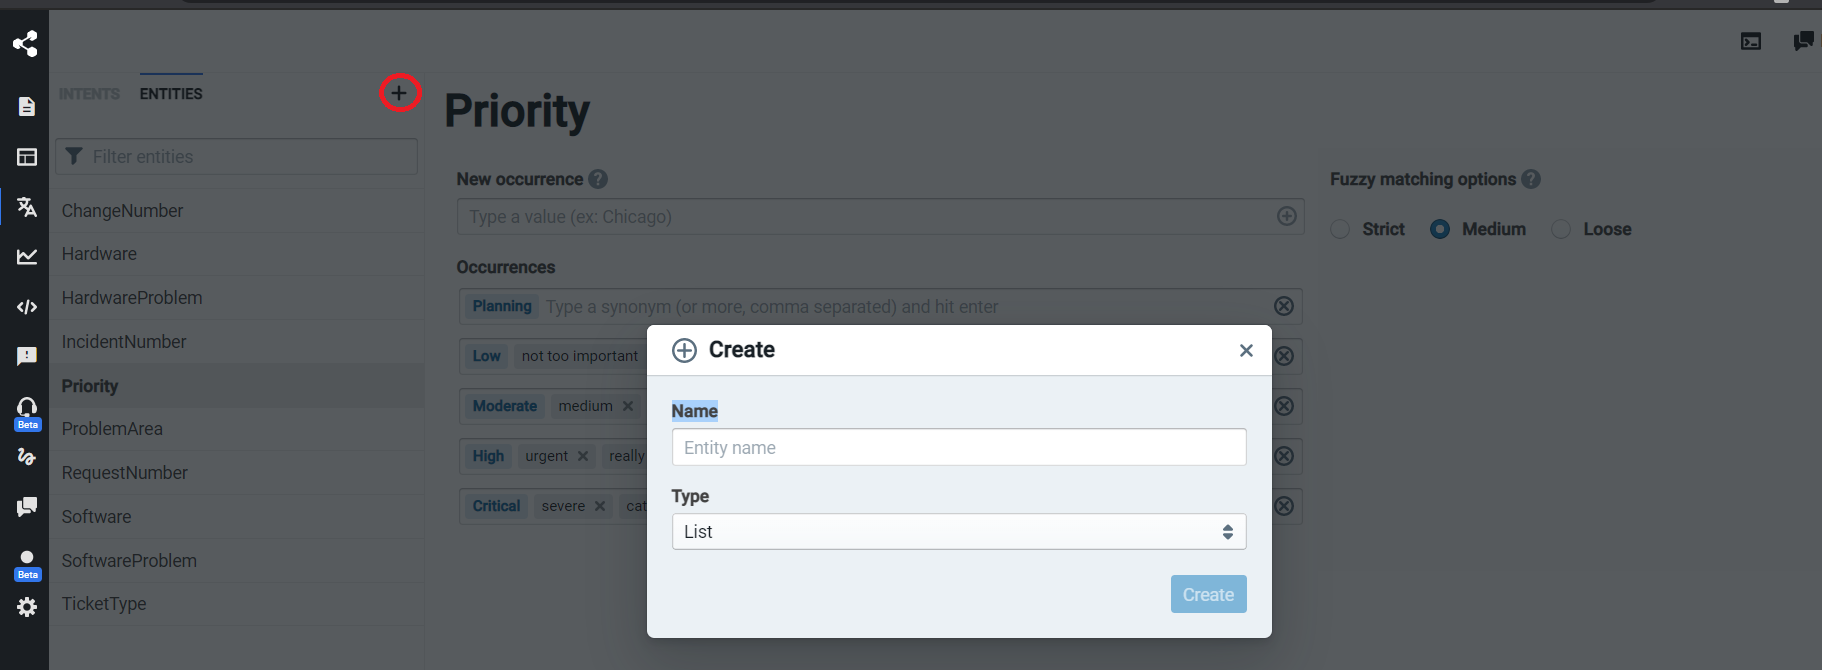 INTENTS ENTITIES
Filter entities
ChangeNumber
Hardware
HardwareProblem
IncidentNumber
Priority
ProblemArea
RequestNumber
Software
SoftwareProblem
TicketType
Beta
Beta
Priority
New occurrence ?
Type a value (ex: Chicago)
Occurrences
Planning Type a synonym (or more, comma separated) and hit enter
Low not too important
Moderate medium
High urgent really
Critical severe cat
Fuzzy matching options ?
Strict Medium Loose
Create
Name
Entity name
Type
List
Create